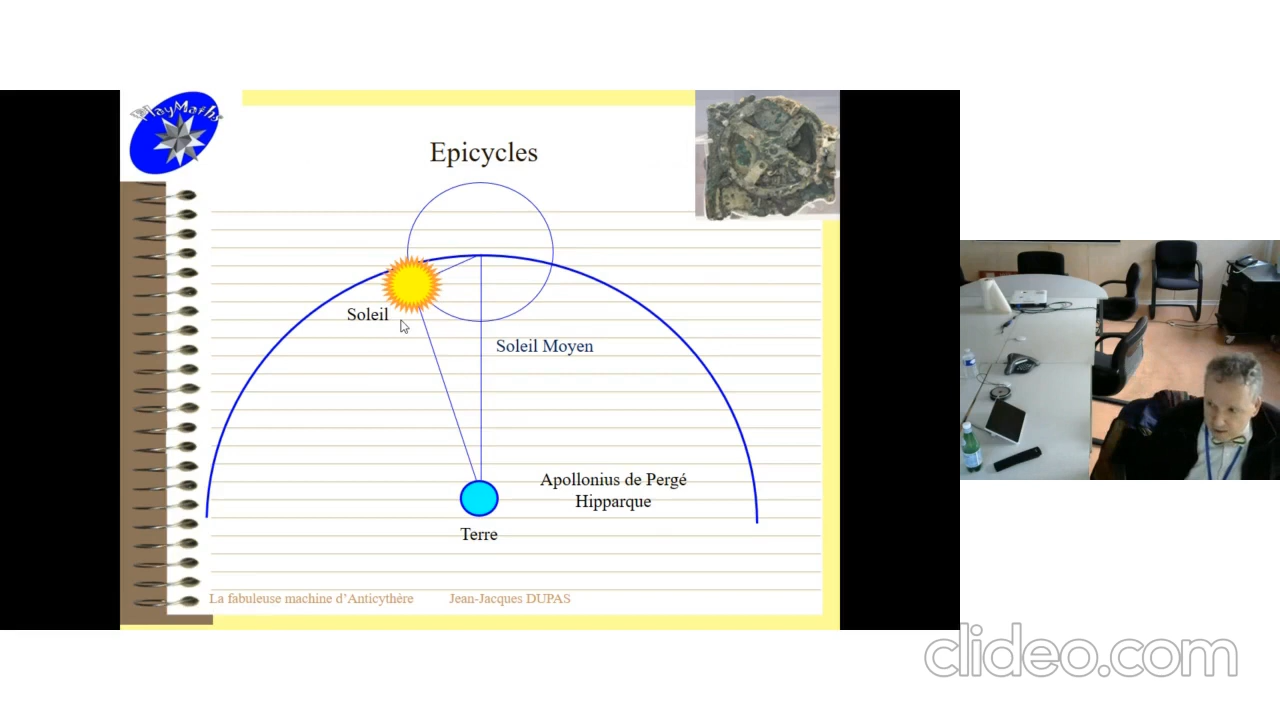 PlayMaths
Epicycles
Soleil
Soleil Moyen
Apollonius de Pergé
Hipparque
Terre
La fabuleuse machine d'Anticythère Jean-Jacques DUPAS
clideo.com